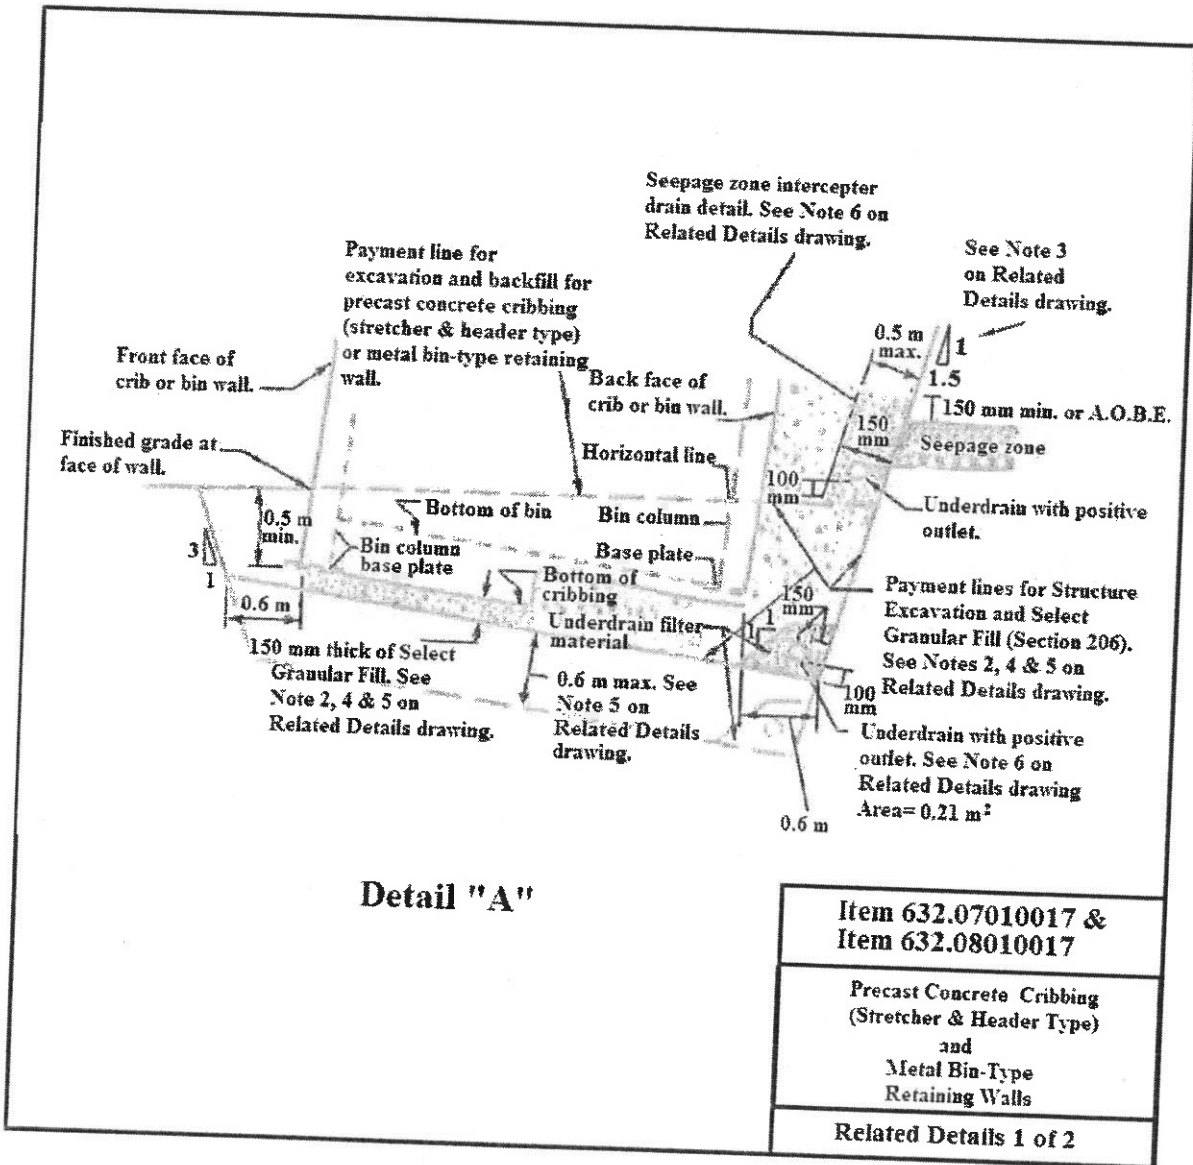 Seepage zone intercepter
drain detail. See Note 6 on
Related Details drawing.
See Note 3
on Related
Details drawing.
Payment line for
excavation and backfill for
precast concrete cribbing
(stretcher & header type)
or metal bin-type retaining
wall.
Front face of
crib or bin wall.
Back face of
crib or bin wall.
0.5 m
max.
1
1.5
150 mm min. or A.O.B.E.
150
mm
Seepage zone
Finished grade at
face of wall.
Horizontal line
100
mm
Underdrain with positive
outlet.
0.5 m
min.
3
1
Bottom of bin
Bin column
Bin column
base plate
Base plate
Bottom of
cribbing
0.6 m
150
mm
1
1
Underdrain filter
material
Payment lines for Structure
Excavation and Select
Granular Fill (Section 206).
See Notes 2, 4 & 5 on
Related Details drawing.
150 mm thick of Select
Granular Fill. See
Note 2, 4 & 5 on
Related Details drawing.
0.6 m max. See
Note 5 on
Related Details
drawing.
100
mm
Underdrain with positive
outlet. See Note 6 on
Related Details drawing
Area= 0.21 m²
0.6 m
Detail "A"
Item 632.07010017 &
Item 632.08010017
Precast Concrete Cribbing
(Stretcher & Header Type)
and
Metal Bin-Type
Retaining Walls
Related Details 1 of 2